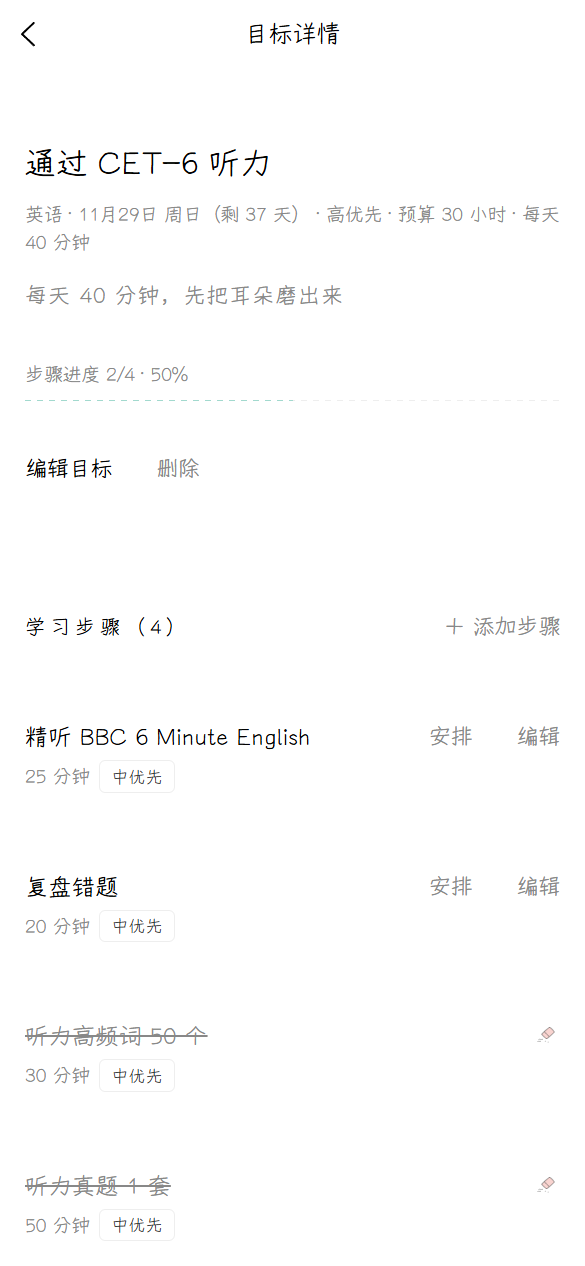 目标详情
通过 CET-6 听力
英语 · 11月29日 周日（剩 37 天） · 高优先 · 预算 30 小时 · 每天
40 分钟
每天 40 分钟，先把耳朵磨出来
步骤进度 2/4 · 50%
编辑目标 删除
学习步骤（4） ＋ 添加步骤
精听 BBC 6 Minute English 安排 编辑
25 分钟 中优先
复盘错题 安排 编辑
20 分钟 中优先
听力高频词 50 个
30 分钟 中优先
听力真题 1 套
50 分钟 中优先